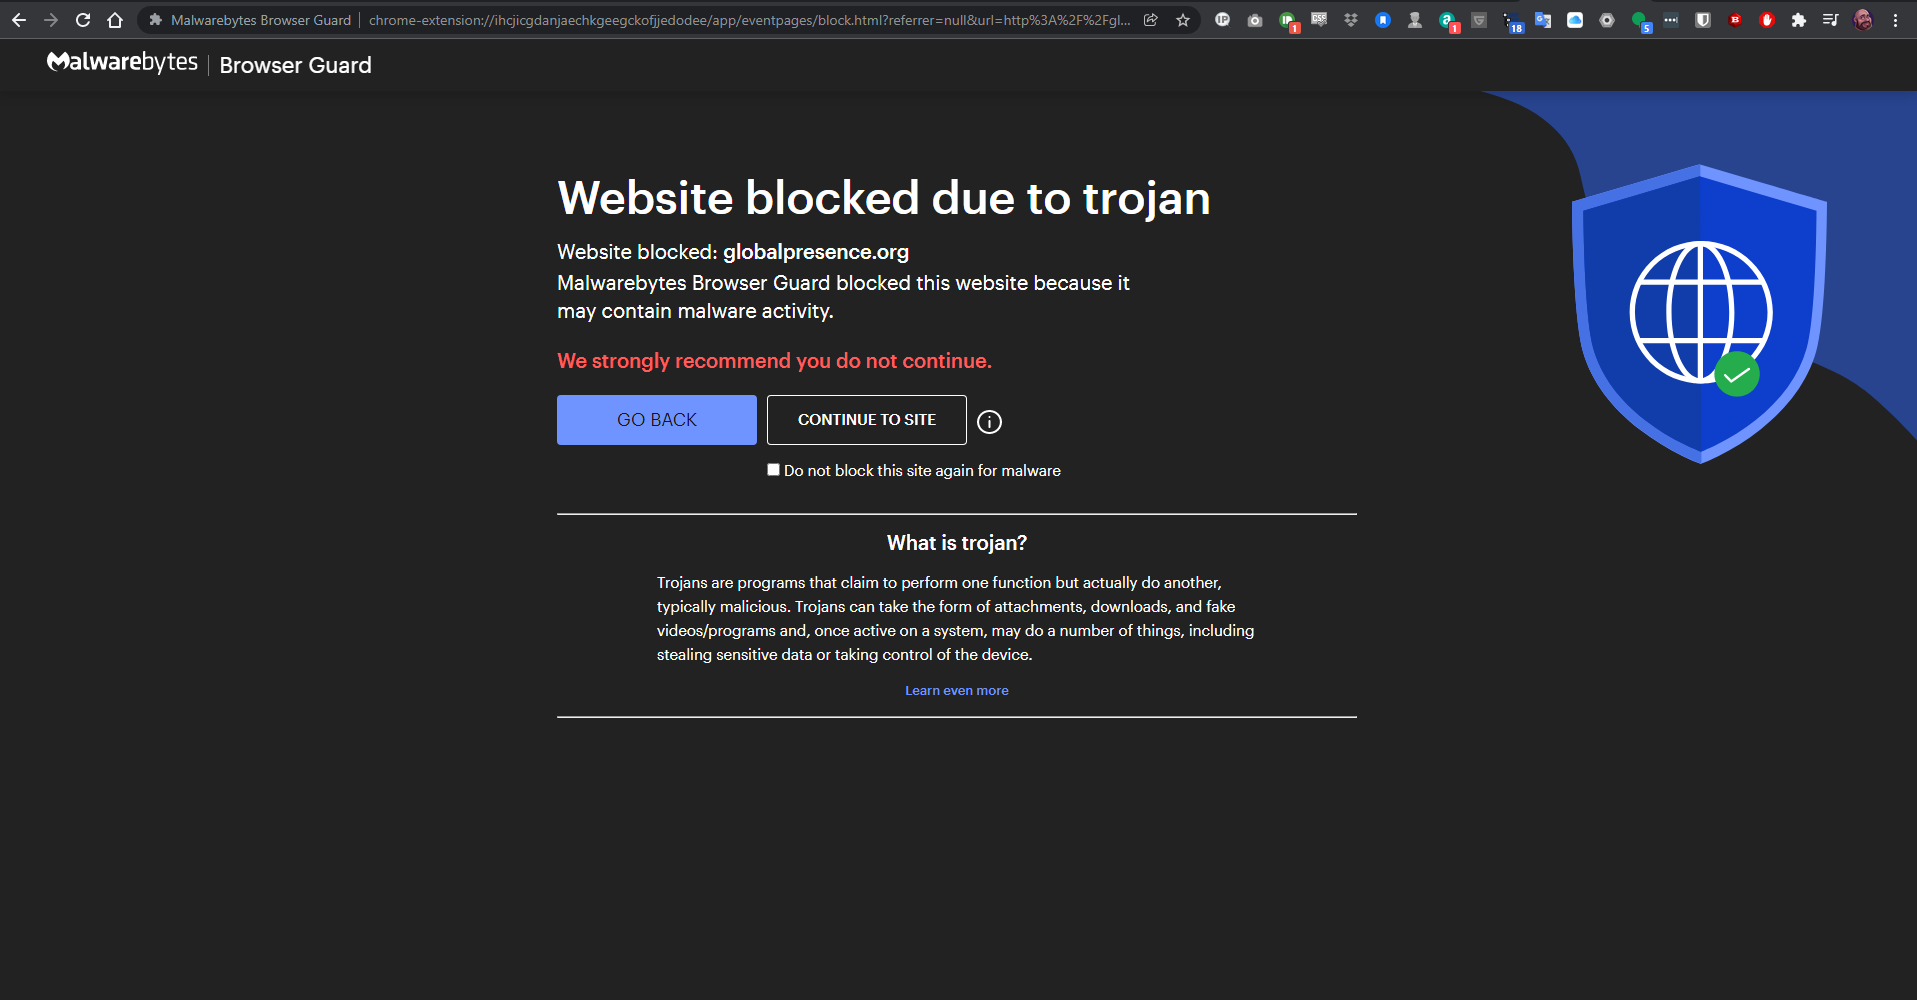 Malwarebytes Browser Guard | chrome-extension://ihcjicgdanjaechkgeegckofjjedodee/app/eventpages/block.html?referrer=null&url=http%3A%2F%2Fgl...
1
1
18
5
Malwarebytes | Browser Guard
Website blocked due to trojan
Website blocked: globalpresence.org
Malwarebytes Browser Guard blocked this website because it
may contain malware activity.
We strongly recommend you do not continue.
GO BACK
CONTINUE TO SITE
Do not block this site again for malware
What is trojan?
Trojans are programs that claim to perform one function but actually do another,
typically malicious. Trojans can take the form of attachments, downloads, and fake
videos/programs and, once active on a system, may do a number of things, including
stealing sensitive data or taking control of the device.
Learn even more